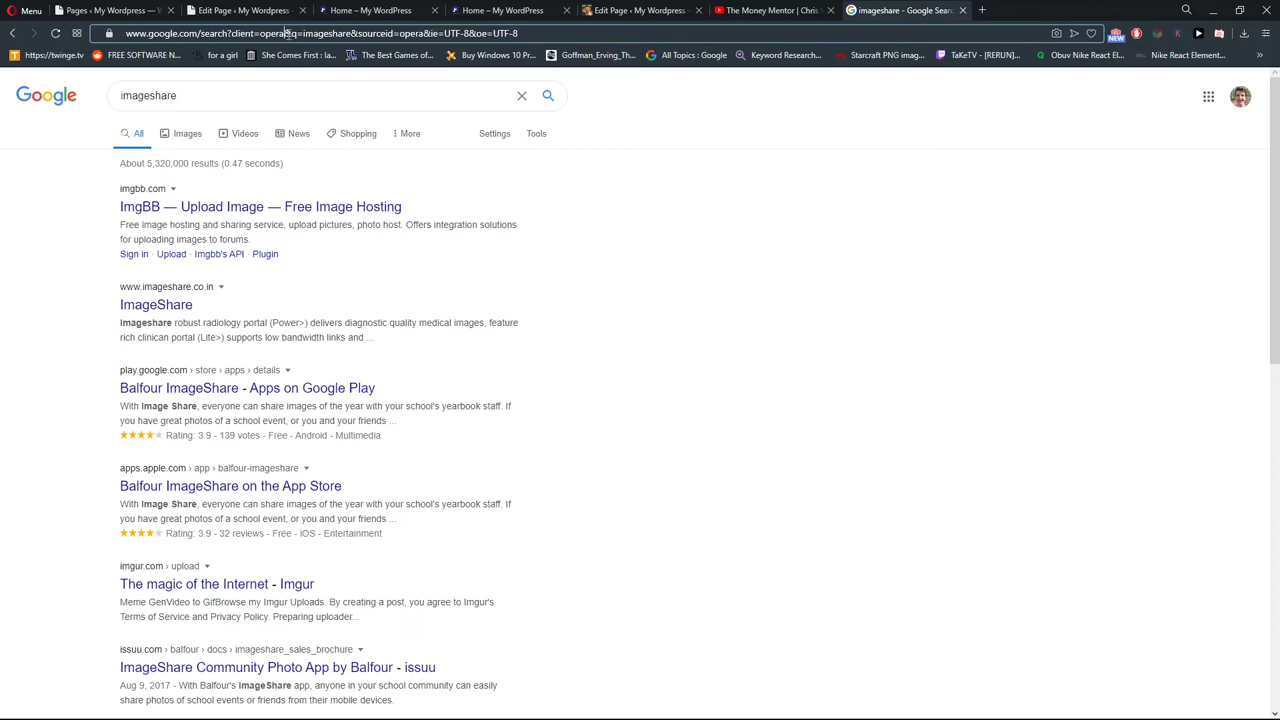 Menu
Pages ‹ My Wordpress — W
Edit Page ‹ My Wordpress —
Home – My WordPress
Home – My WordPress
Edit Page ‹ My Wordpress —
The Money Mentor | Chris
imageshare - Google Searc
www.google.com/search?client=opera&q=imageshare&sourceid=opera&ie=UTF-8&oe=UTF-8
NEW
https://twinge.tv
FREE SOFTWARE N...
for a girl
She Comes First : la...
The Best Games of...
Buy Windows 10 Pr...
Goffman_Erving_Th...
All Topics : Google
Keyword Research...
Starcraft PNG imag...
TaKeTV - [RERUN]...
Obuv Nike React El...
Nike React Element...
»
Google
imageshare
All
Images
Videos
News
Shopping
More
Settings
Tools
About 5,320,000 results (0.47 seconds)
imgbb.com
ImgBB — Upload Image — Free Image Hosting
Free image hosting and sharing service, upload pictures, photo host. Offers integration solutions
for uploading images to forums.
Sign in · Upload · Imgbb's API · Plugin
www.imageshare.co.in
ImageShare
Imageshare robust radiology portal (Power>) delivers diagnostic quality medical images, feature
rich clinican portal (Lite>) supports low bandwidth links and ...
play.google.com › store › apps › details
Balfour ImageShare - Apps on Google Play
With Image Share, everyone can share images of the year with your school's yearbook staff. If
you have great photos of a school event, or you and your friends ...
Rating: 3.9 - 139 votes - Free - Android - Multimedia
apps.apple.com › app › balfour-imageshare
Balfour ImageShare on the App Store
With Image Share, everyone can share images of the year with your school's yearbook staff. If
you have great photos of a school event, or you and your friends ...
Rating: 3.9 - 32 reviews - Free - iOS - Entertainment
imgur.com › upload
The magic of the Internet - Imgur
Meme GenVideo to GifBrowse my Imgur Uploads. By creating a post, you agree to Imgur's
Terms of Service and Privacy Policy. Preparing uploader...
issuu.com › balfour › docs › imageshare_sales_brochure
ImageShare Community Photo App by Balfour - issuu
Aug 9, 2017 - With Balfour's ImageShare app, anyone in your school community can easily
share photos of school events or friends from their mobile devices.